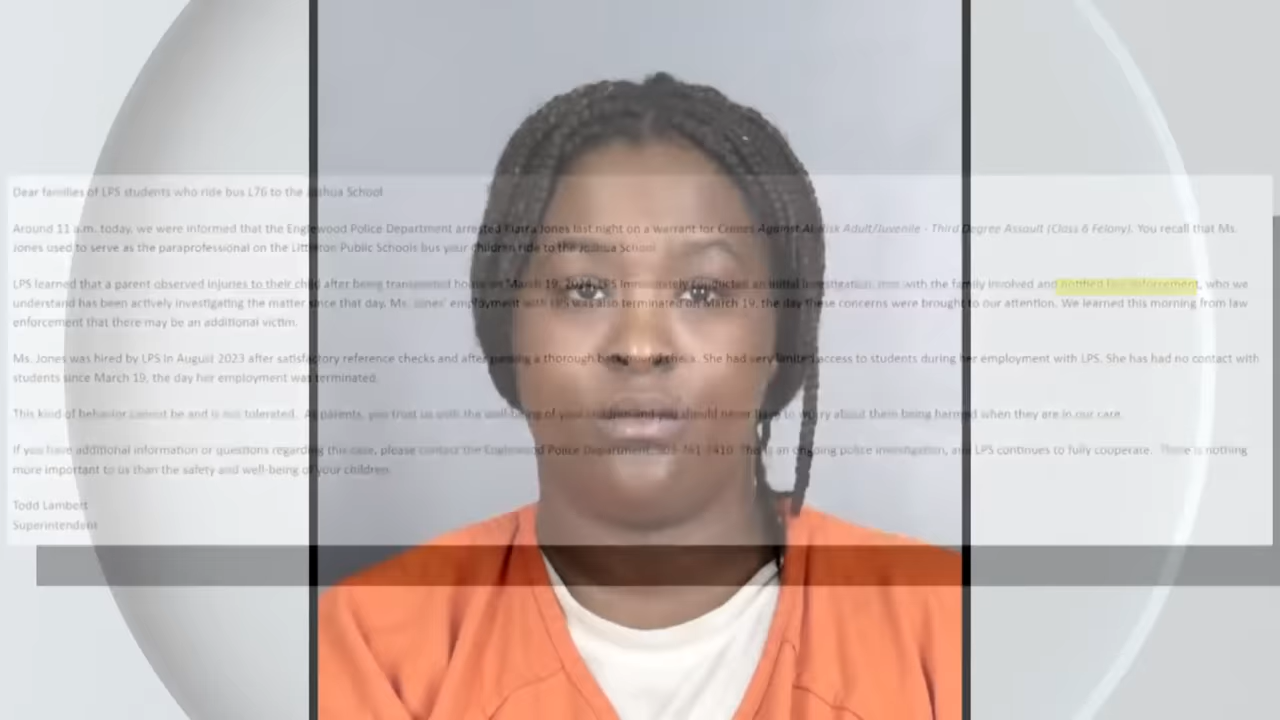 Dear families of LPS students who ride bus L76 to the Joshua School
Around 11 a.m. today, we were informed that the Englewood Police Department arrested Kiarra Jones last night on a warrant for Crimes Against At-Risk Adult/Juvenile - Third Degree Assault (Class 6 Felony). You recall that Ms.
Jones used to serve as the paraprofessional on the Littleton Public Schools bus your children ride to the Joshua School.
LPS learned that a parent observed injuries to their child after being transported home on March 19, 2024. LPS immediately conducted an initial investigation, met with the family involved and notified law enforcement, who we
understand has been actively investigating the matter since that day. Ms. Jones' employment with LPS was also terminated on March 19, the day these concerns were brought to our attention. We learned this morning from law
enforcement that there may be an additional victim.
Ms. Jones was hired by LPS in August 2023 after satisfactory reference checks and after passing a thorough background check. She had very limited access to students during her employment with LPS. She has had no contact with
students since March 19, the day her employment was terminated.
This kind of behavior cannot be and is not tolerated. As parents, you trust us with the well-being of your children and you should never have to worry about them being harmed when they are in our care.
If you have additional information or questions regarding this case, please contact the Englewood Police Department, 303-761-7410. This is an ongoing police investigation, and LPS continues to fully cooperate. There is nothing
more important to us than the safety and well-being of your children.
Todd Lambert
Superintendent